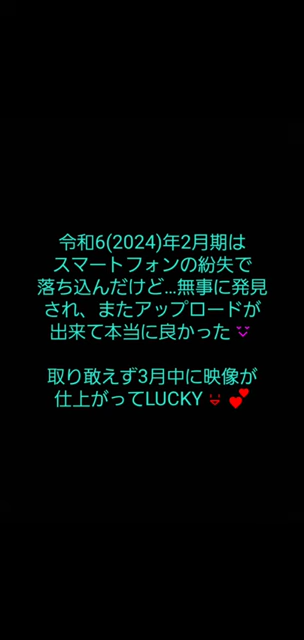 令和6(2024)年2月期は
スマートフォンの紛失で
落ち込んだけど…無事に発見
され、またアップロードが
出来て本当に良かった
取り敢えず3月中に映像が
仕上がってLUCKY💕